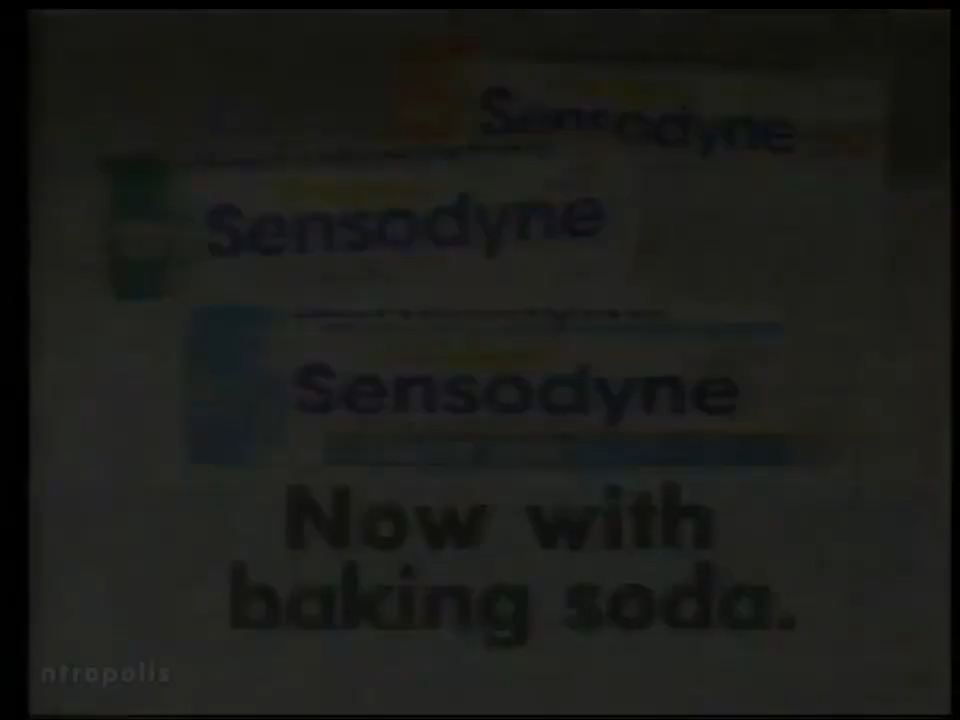 Sensodyne
Sensodyne
Sensodyne
Now with
baking soda.
ntropolis